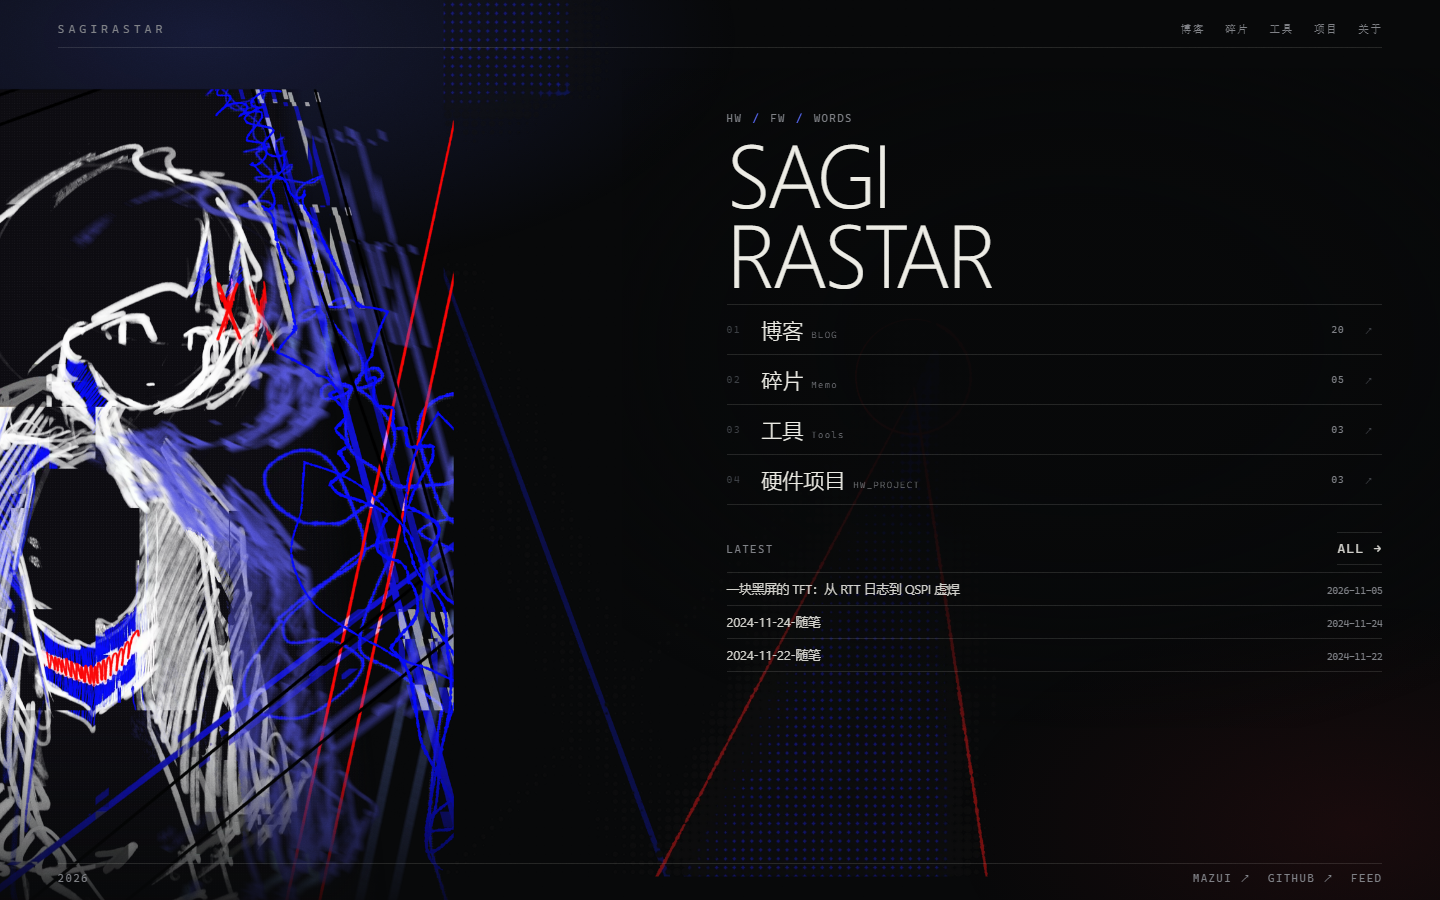 SAGIRASTAR
博客 碎片 工具 项目 关于
HW / FW / WORDS
SAGI
RASTAR
01 博客 BLOG 20 ↗
02 碎片 Memo 05 ↗
03 工具 Tools 03 ↗
04 硬件项目 HW_PROJECT 03 ↗
LATEST ALL →
一块黑屏的 TFT：从 RTT 日志到 QSPI 虚焊 2026-11-05
2024-11-24-随笔 2024-11-24
2024-11-22-随笔 2024-11-22
2026 MAZUI ↗ GITHUB ↗ FEED